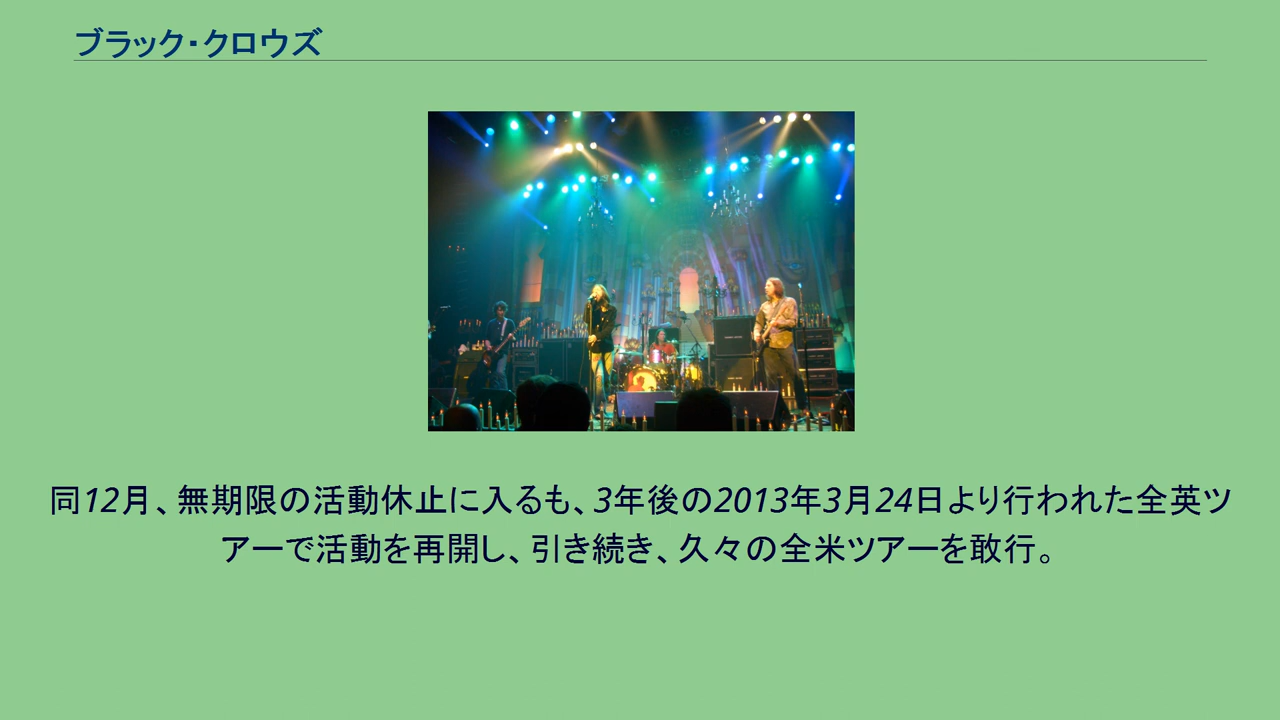 ブラック・クロウズ
同12月、無期限の活動休止に入るも、3年後の2013年3月24日より行われた全英ツ
アーで活動を再開し、引き続き、久々の全米ツアーを敢行。